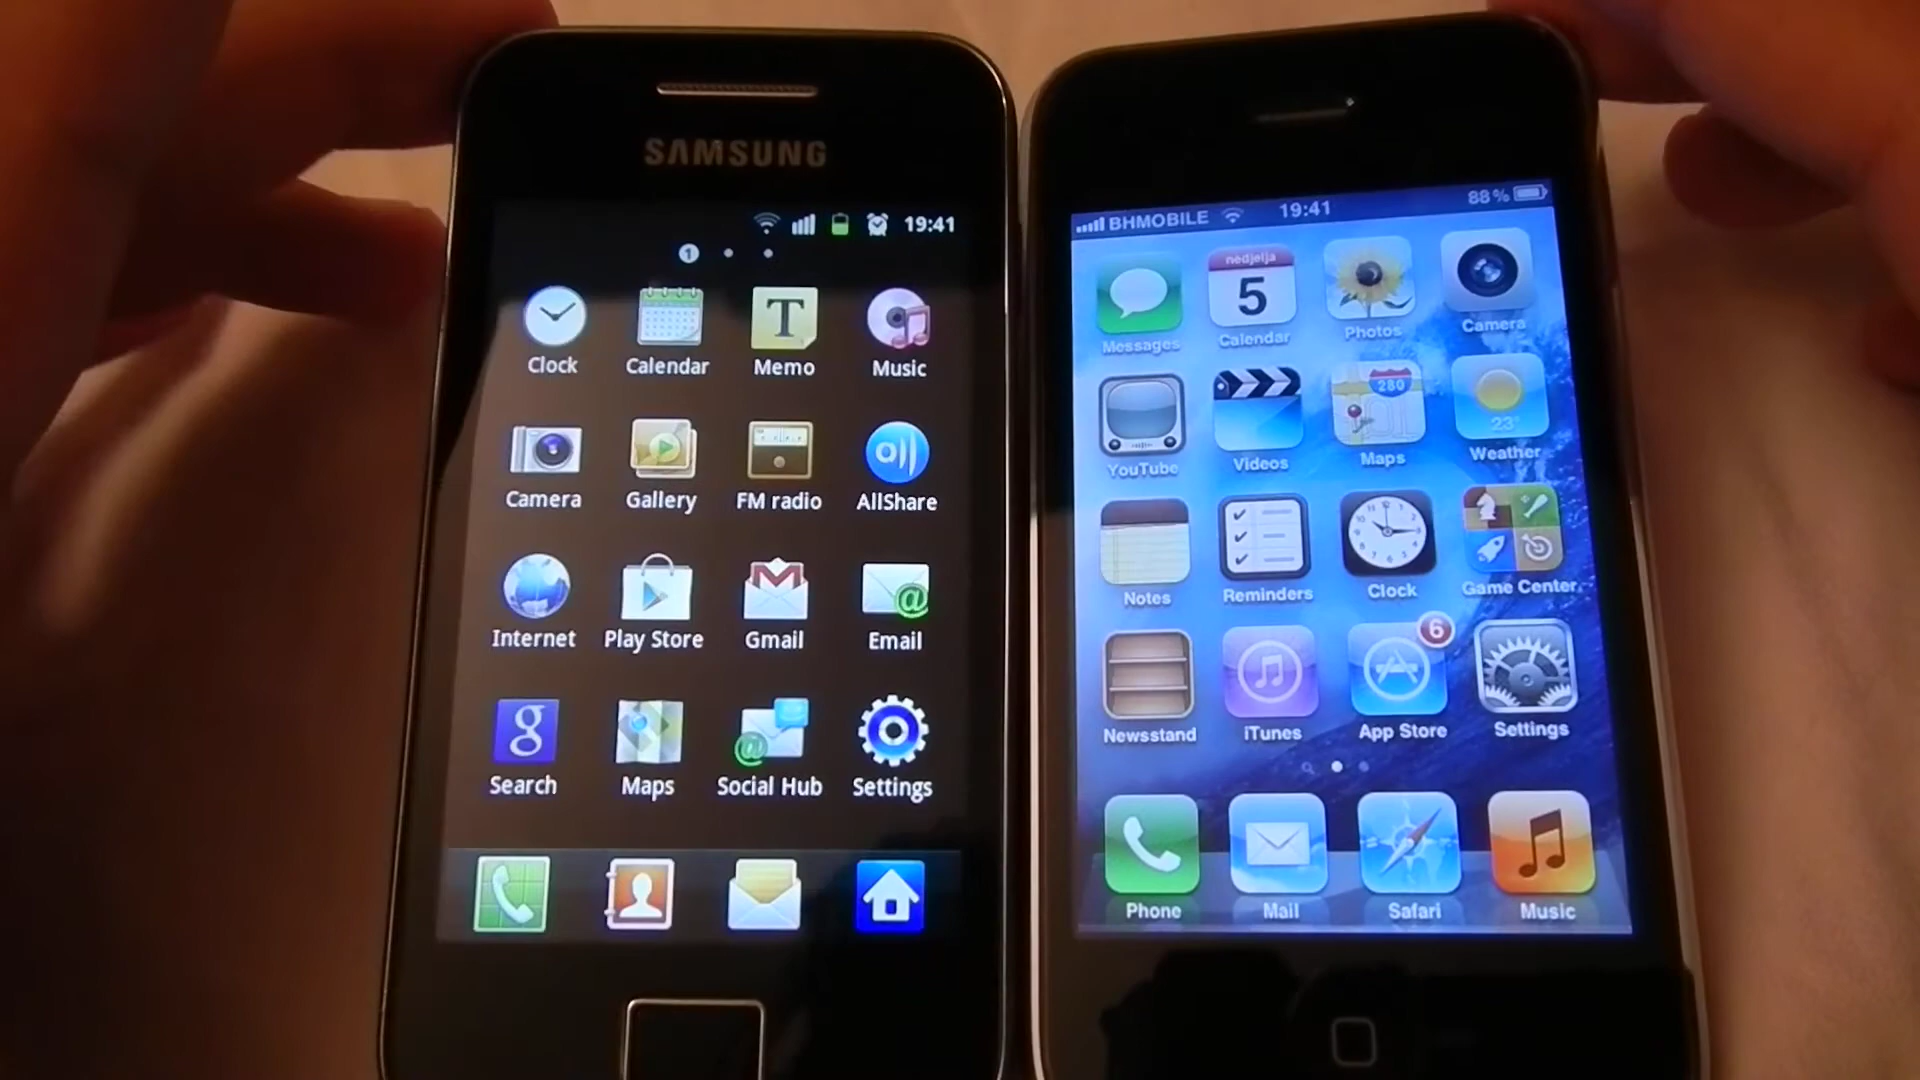 SAMSUNG
19:41
1
Clock Calendar Memo Music
Camera Gallery FM radio AllShare
Internet Play Store Gmail Email
Search Maps Social Hub Settings
T
all
g
BHMOBILE 19:41 88%
nedjelja
5
Messages Calendar Photos Camera
280
23°
YouTube Videos Maps Weather
Notes Reminders Clock Game Center
6
Newsstand iTunes App Store Settings
Phone Mail Safari Music